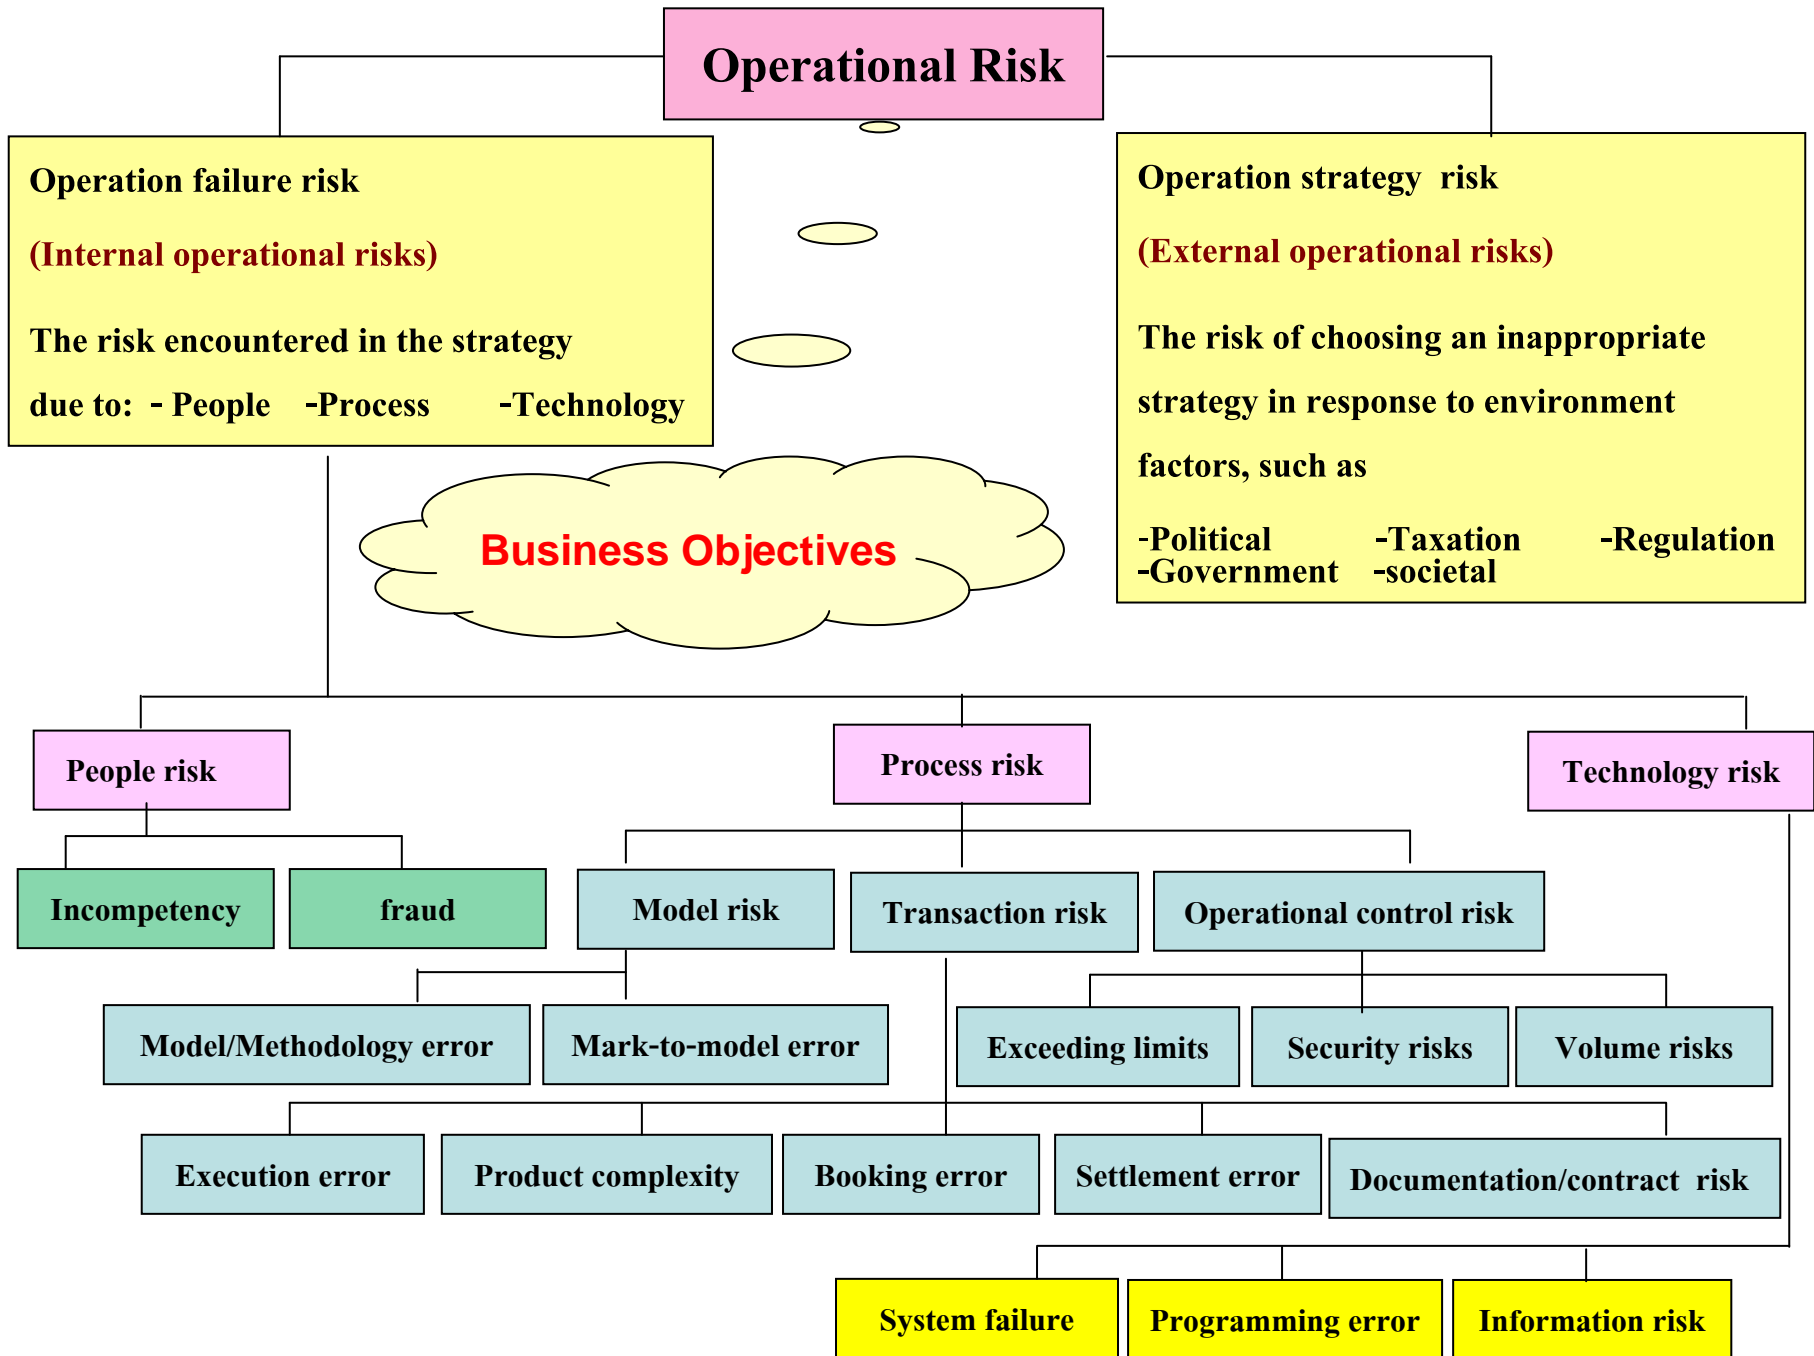 Operational Risk
Operation failure risk
(Internal operational risks)
The risk encountered in the strategy
due to: - People -Process -Technology
Operation strategy risk
(External operational risks)
The risk of choosing an inappropriate
strategy in response to environment
factors, such as
-Political -Taxation -Regulation
-Government -societal
Business Objectives
People risk
Process risk
Technology risk
Incompetency
fraud
Model risk
Transaction risk
Operational control risk
Model/Methodology error
Mark-to-model error
Exceeding limits
Security risks
Volume risks
Execution error
Product complexity
Booking error
Settlement error
Documentation/contract risk
System failure
Programming error
Information risk